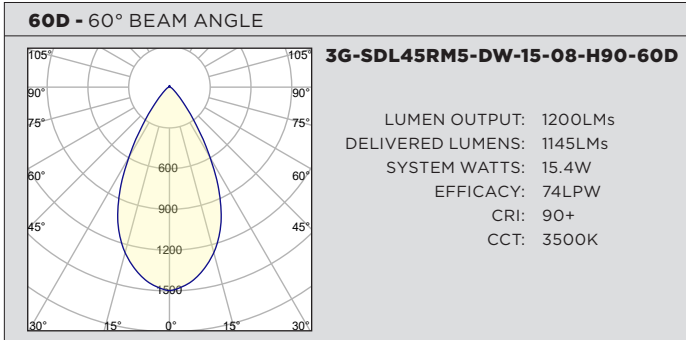 60D - 60° BEAM ANGLE
3G-SDL45RM5-DW-15-08-H90-60D
LUMEN OUTPUT: 1200LMs
DELIVERED LUMENS: 1145LMs
SYSTEM WATTS: 15.4W
EFFICACY: 74LPW
CRI: 90+
CCT: 3500K
105° 105°
90° 90°
75° 75°
60° 60°
45° 45°
600
900
1200
1500
30° 15° 0° 15° 30°